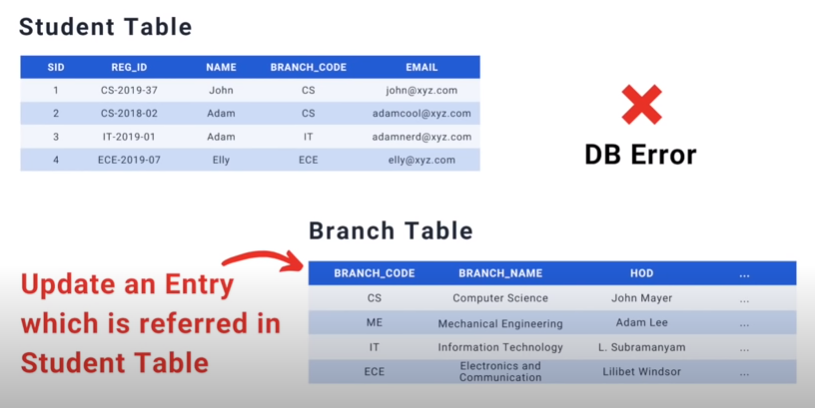 Student Table
SID REG_ID NAME BRANCH_CODE EMAIL
1 CS-2019-37 John CS john@xyz.com
2 CS-2018-02 Adam CS adamcool@xyz.com
3 IT-2019-01 Adam IT adamnerd@xyz.com
4 ECE-2019-07 Elly ECE elly@xyz.com
DB Error
Branch Table
BRANCH_CODE BRANCH_NAME HOD ...
CS Computer Science John Mayer ...
ME Mechanical Engineering Adam Lee ...
IT Information Technology L. Subramanyam ...
ECE Electronics and
Communication Lilibet Windsor ...
Update an Entry
which is referred in
Student Table